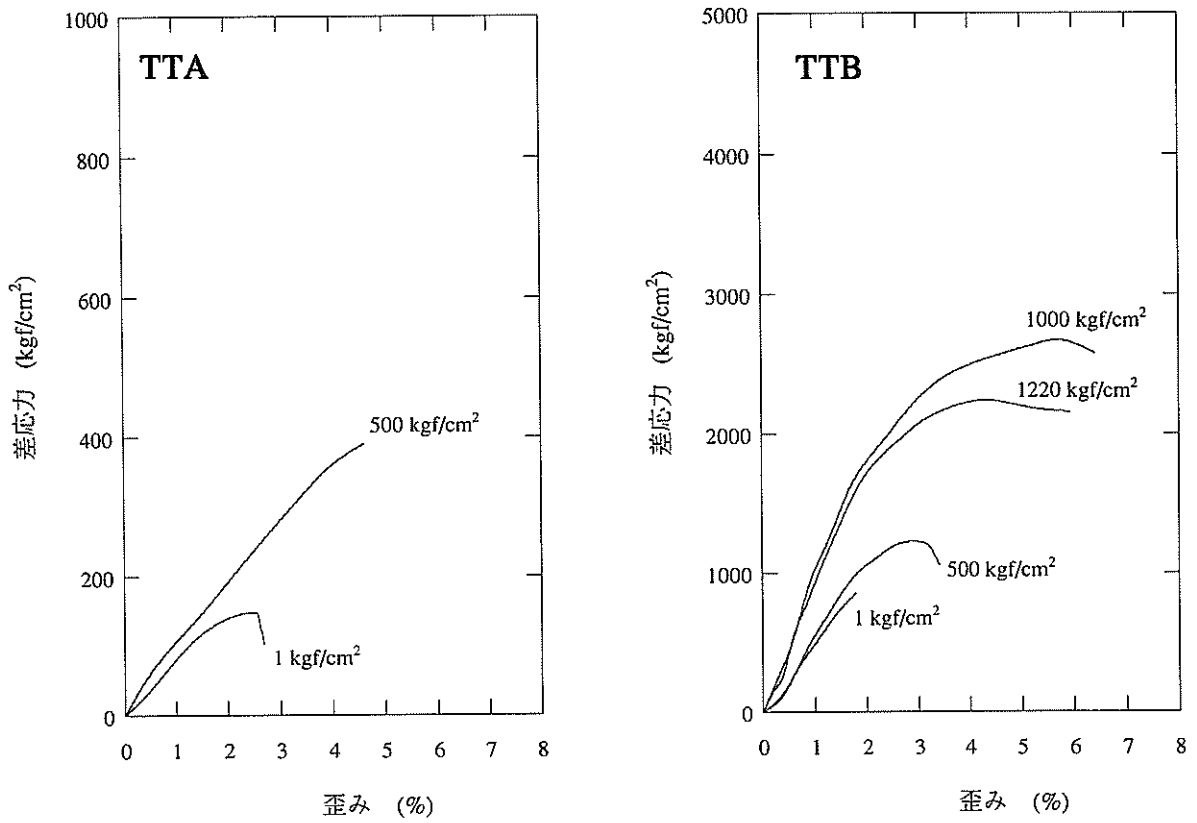 TTA
1000
800
600
400
200
0
差応力 (kgf/cm²)
500 kgf/cm²
1 kgf/cm²
0 1 2 3 4 5 6 7 8
歪み (%)
TTB
5000
4000
3000
2000
1000
0
差応力 (kgf/cm²)
1000 kgf/cm²
1220 kgf/cm²
500 kgf/cm²
1 kgf/cm²
0 1 2 3 4 5 6 7 8
歪み (%)